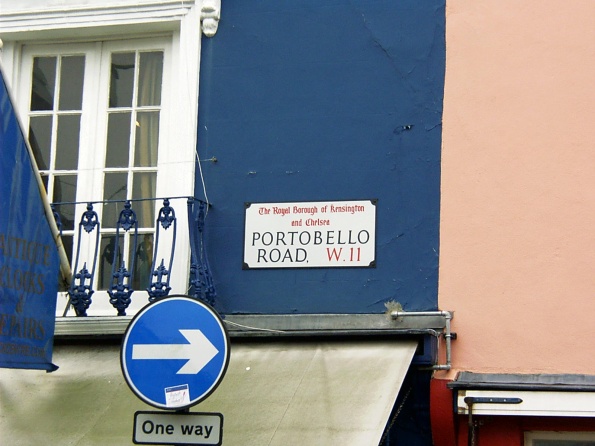 The Royal Borough of Kensington
and Chelsea
PORTOBELLO
ROAD, W.11
One way